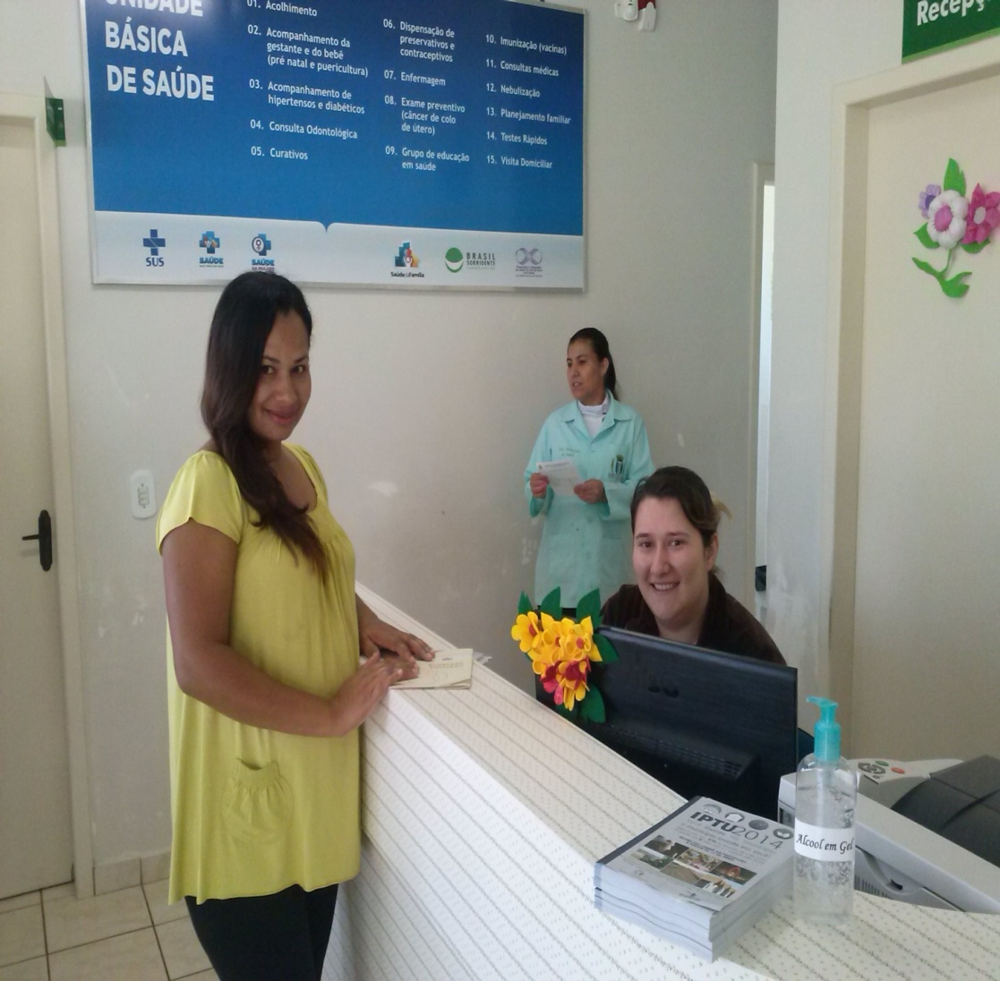 UNIDADE
BÁSICA
DE SAÚDE
01. Acolhimento
02. Acompanhamento da
gestante e do bebê
(pré natal e puericultura)
03. Acompanhamento de
hipertensos e diabéticos
04. Consulta Odontológica
05. Curativos
06. Dispensação de
preservativos e
contraceptivos
07. Enfermagem
08. Exame preventivo
(câncer de colo
de útero)
09. Grupo de educação
em saúde
10. Imunização (vacinas)
11. Consultas médicas
12. Nebulização
13. Planejamento familiar
14. Testes Rápidos
15. Visita Domiciliar
SUS
SAÚDE
SAÚDE
Saúde da Família
BRASIL
SORRIDENTE
Recepç
IPTU2014
Alcool em Gel